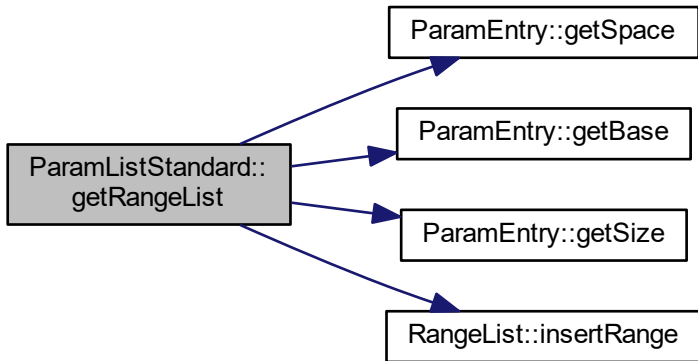 ParamListStandard::
getRangeList
ParamEntry::getSpace
ParamEntry::getBase
ParamEntry::getSize
RangeList::insertRange